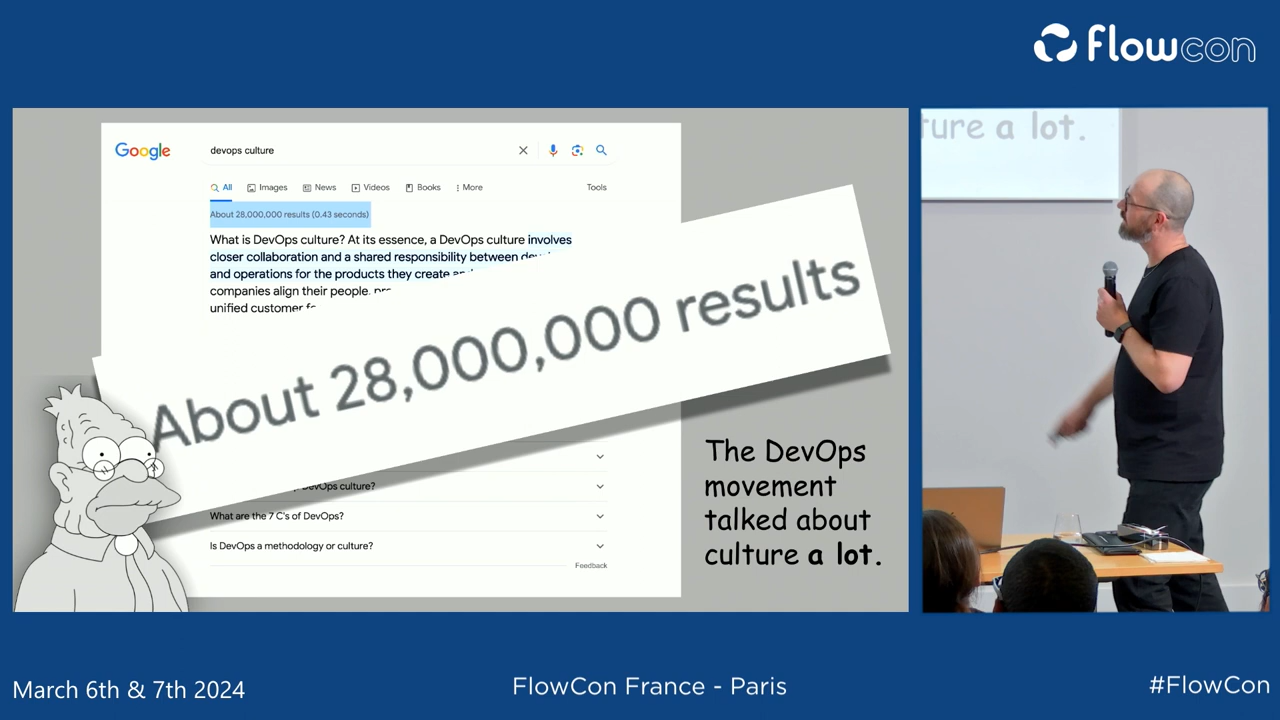 flowcon
ture a lot.
Google
devops culture
All Images News Videos Books More Tools
About 28,000,000 results (0.43 seconds)
What is DevOps culture? At its essence, a DevOps culture involves
closer collaboration and a shared responsibility between
and operations for the products they create
companies align their people,
unified customer
About 28,000,000 results
DevOps culture?
What are the 7 C's of DevOps?
Is DevOps a methodology or culture?
Feedback
The DevOps
movement
talked about
culture a lot.
March 6th & 7th 2024
FlowCon France - Paris
#FlowCon